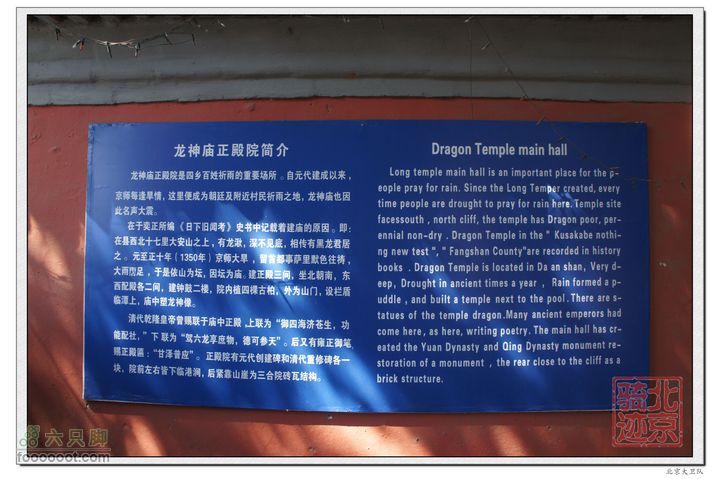 龙神庙正殿院简介
龙神庙正殿院是四乡百姓祈雨的重要场所。自元代建成以来，
京师每逢旱情，这里便成为朝廷及附近村民祈雨之地，龙神庙也因
此名声大震。
在于奕正所编《日下旧闻考》史书中记载着建庙的原因。即：
在县西北十七里大安山之上，有龙湫，深不见底，相传有黑龙君居
之。元至正十年（1350年）京师大旱，留首都事萨里默色往祷，
大雨而足，于是依山为坛，因坛为庙。建正殿三间，坐北朝南，东
西配殿各二间，建钟鼓二楼，院内植四棵古柏，外为山门，设栏盾
临潭上，庙中塑龙神像。
清代乾隆皇帝曾赐联于庙中正殿，上联为“御四海济苍生，功
能配社，”下联为“驾六龙享庶物，德可参天”。后又有雍正御笔
赐正殿匾：“甘泽普应”。正殿院有元代创建碑和清代重修碑各一
块，院前左右皆下临港涧，后紧靠山崖为三合院砖瓦结构。
Dragon Temple main hall
Long temple main hall is an important place for the p-
eople pray for rain. Since the Long Temper created, every
time people are drought to pray for rain here. Temple site
facessouth , north cliff, the temple has Dragon poor, per-
ennial non-dry . Dragon Temple in the " Kusakabe nothi-
ng new test ", " Fangshan County"are recorded in history
books . Dragon Temple is located in Da an shan, Very d-
eep, Drought in ancient times a year , Rain formed a p-
uddle , and built a temple next to the pool. There are s-
tatues of the temple dragon.Many ancient emperors had
come here, as here, writing poetry. The main hall has cr-
eated the Yuan Dynasty and Qing Dynasty monument re-
storation of a monument , the rear close to the cliff as a
brick structure.
骑迹北京
六只脚
foooooot.com
北京大卫队